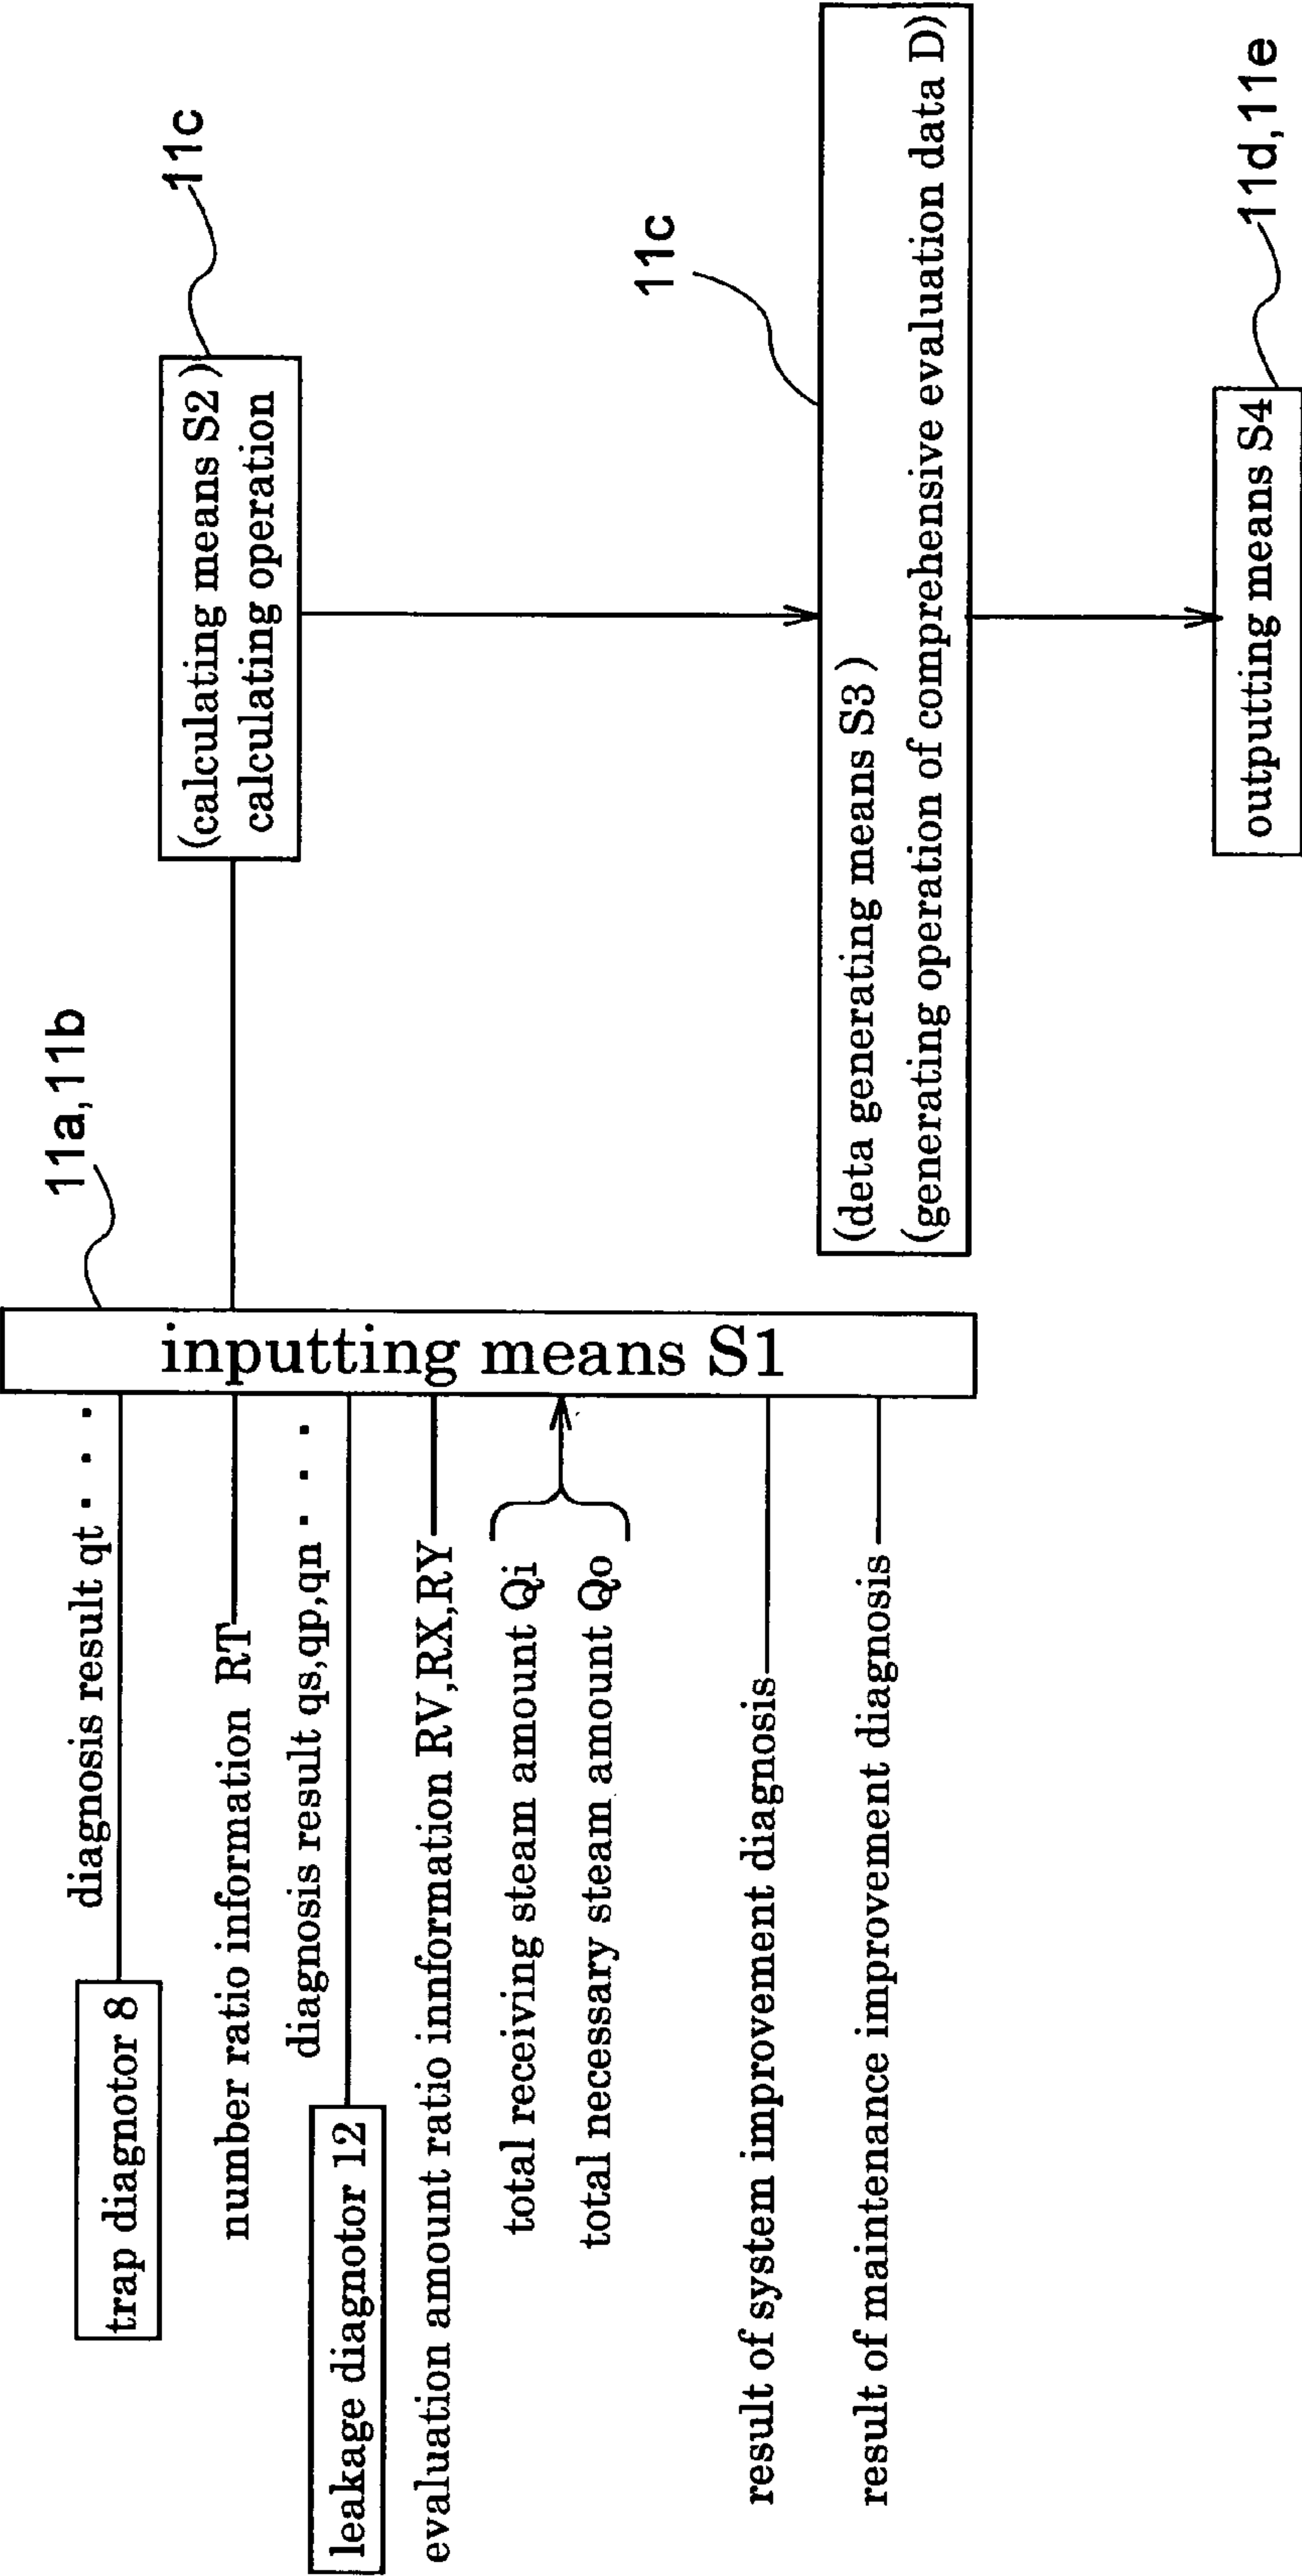 diagnosis result qt . . .
trap diagnotor 8
number ratio information RT
diagnosis result qs,qp,qn . . .
leakage diagnotor 12
evaluation amount ratio innformation RV,RX,RY
total receiving steam amount Qi
total necessary steam amount Qo
result of system improvement diagnosis
result of maintenance improvement diagnosis
11a,11b
inputting means S1
11c
(calculating means S2)
calculating operation
11c
(deta generating means S3)
(generating operation of comprehensive evaluation data D)
11d,11e
outputting means S4